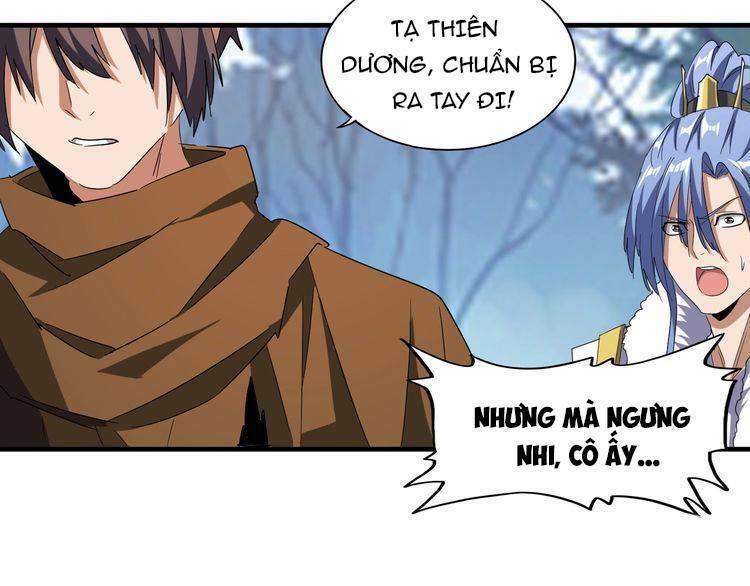 TẠ THIÊN
DƯƠNG, CHUẨN BỊ
RA TAY ĐI!
NHƯNG MÀ NGƯNG
NHI, CÔ ẤY...